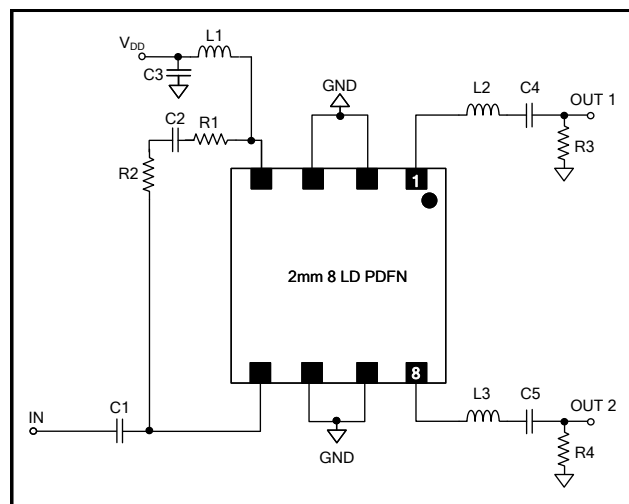 V_DD
L1
C3
GND
L2
C4
OUT 1
C2
R1
R2
R3
1
2mm 8 LD PDFN
8
L3
C5
OUT 2
IN
C1
GND
R4